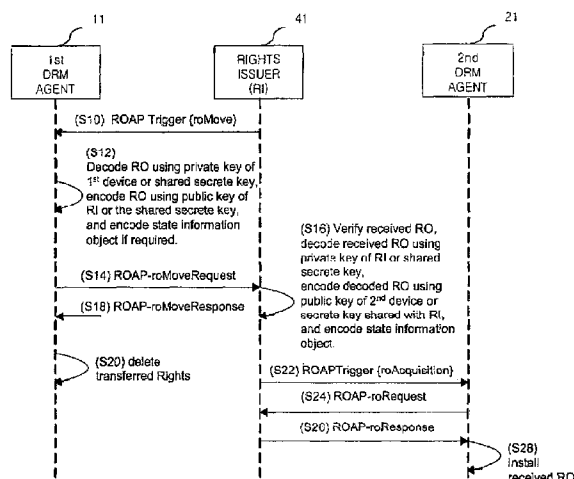 11
41
21
1st
DRM
AGENT
RIGHTS
ISSUER
(RI)
2nd
DRM
AGENT
(S10) ROAP Trigger {roMove}
(S12)
Decode RO using private key of
1st device or shared secrete key,
encode RO using public key of
RI or the shared secrete key,
and encode state information
object if required.
(S14) ROAP-roMoveRequest
(S16) Verify received RO,
decode received RO using
private key of RI or shared
secrete key,
encode decoded RO using
public key of 2nd device or
secrete key shared with RI,
and encode state information
object.
(S18) ROAP-roMoveResponse
(S20) delete
transferred Rights
(S22) ROAPTrigger {roAcquisition}
(S24) ROAP-roRequest
(S26) ROAP-roResponse
(S28)
Install
received RO